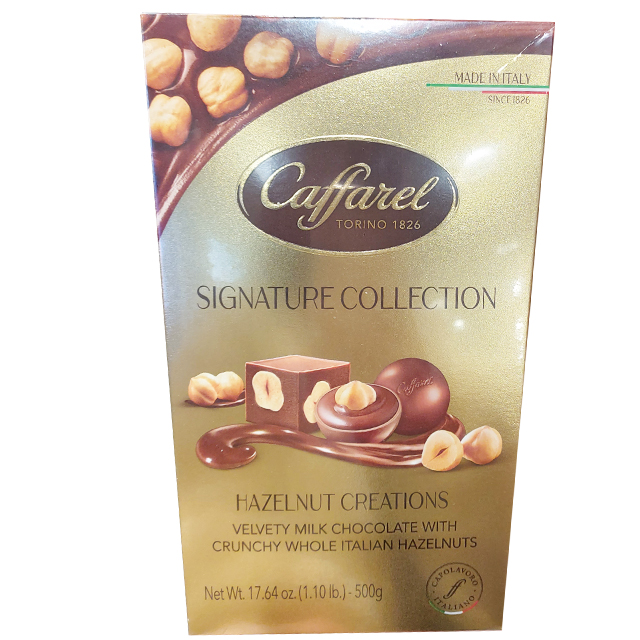 MADE IN ITALY
SINCE 1826
Caffarel
TORINO 1826
SIGNATURE COLLECTION
Caffarel
HAZELNUT CREATIONS
VELVETY MILK CHOCOLATE WITH
CRUNCHY WHOLE ITALIAN HAZELNUTS
CAPOLAVORO
ff
ITALIANO
Net Wt. 17.64 oz. (1.10 lb.) - 500g